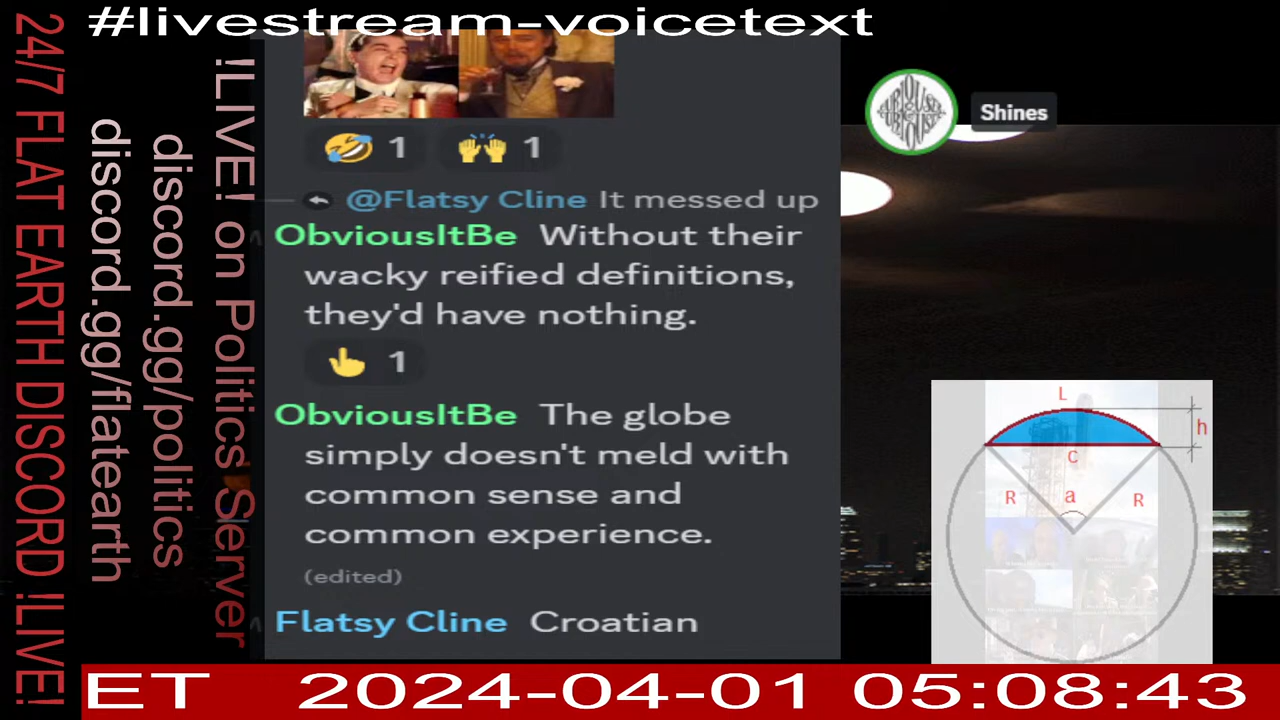 #livestream-voicetext
24/7 FLAT EARTH DISCORD !LIVE!
discord.gg/flatearth
discord.gg/politics
!LIVE! on Politics Server
1
1
@Flatsy Cline It messed up
ObviousItBe Without their
wacky reified definitions,
they'd have nothing.
1
ObviousItBe The globe
simply doesn't meld with
common sense and
common experience.
(edited)
Flatsy Cline Croatian
Shines
L
h
C
R
a
R
ET 2024-04-01 05:08:43